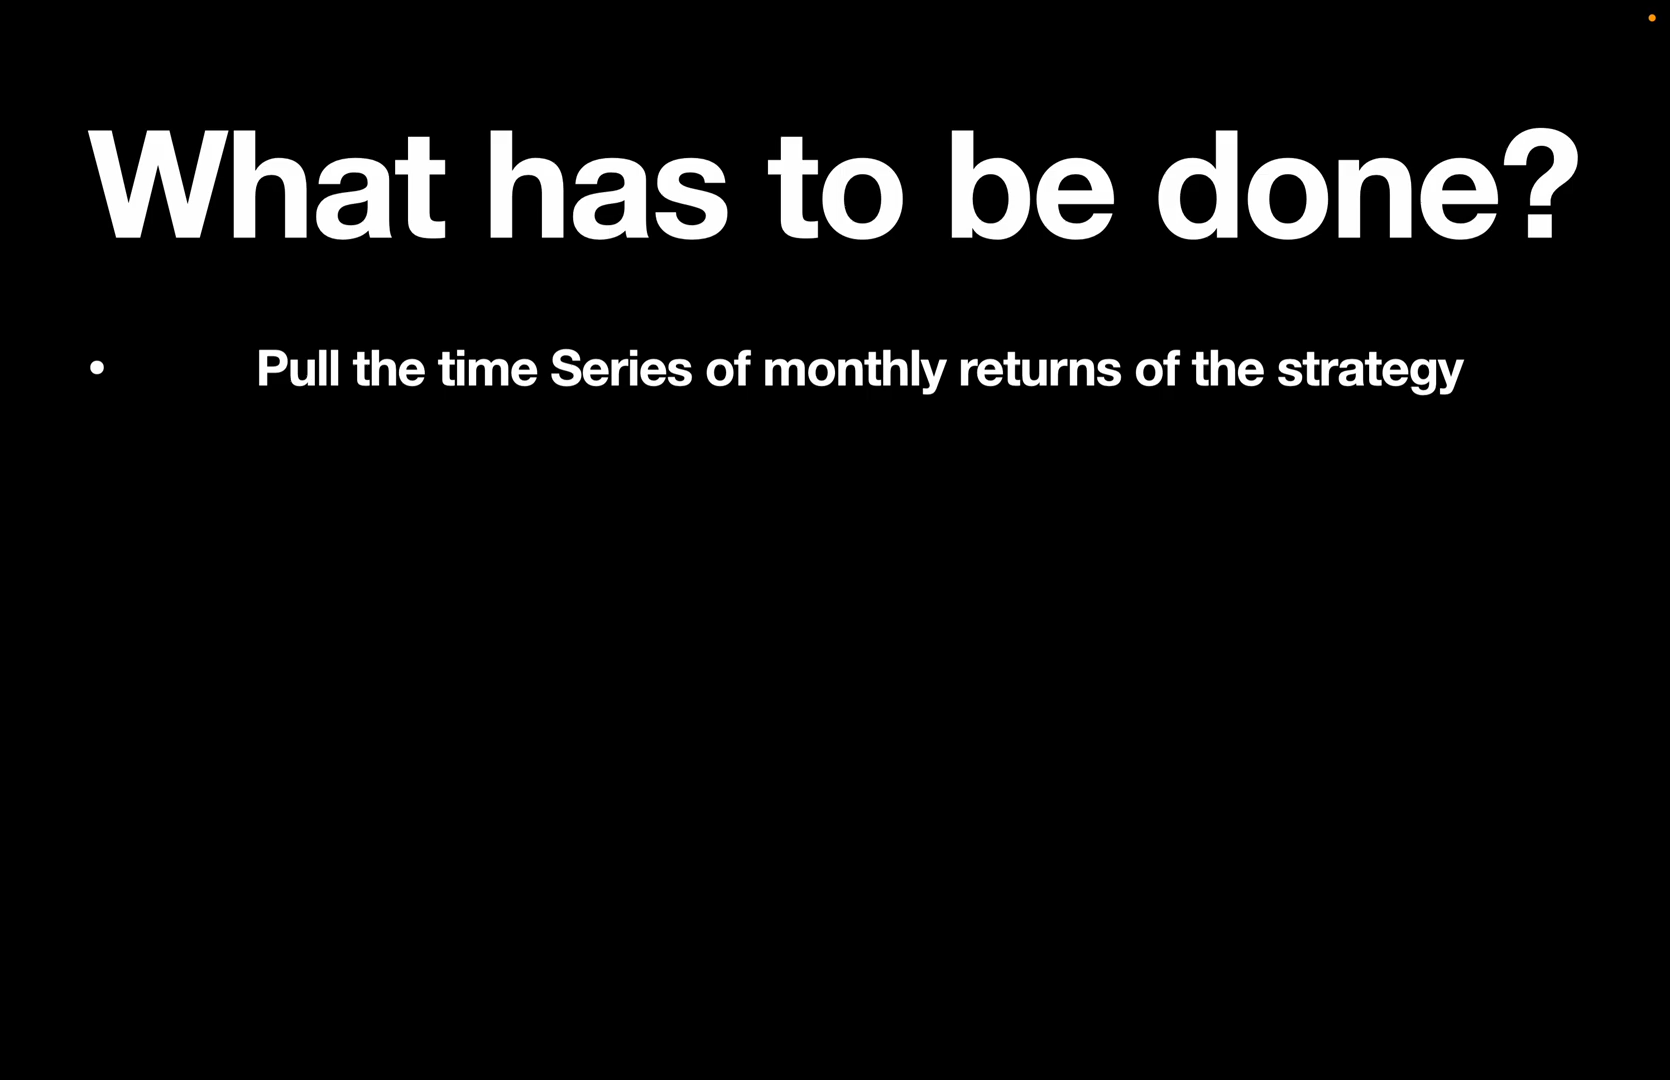 What has to be done?
• Pull the time Series of monthly returns of the strategy